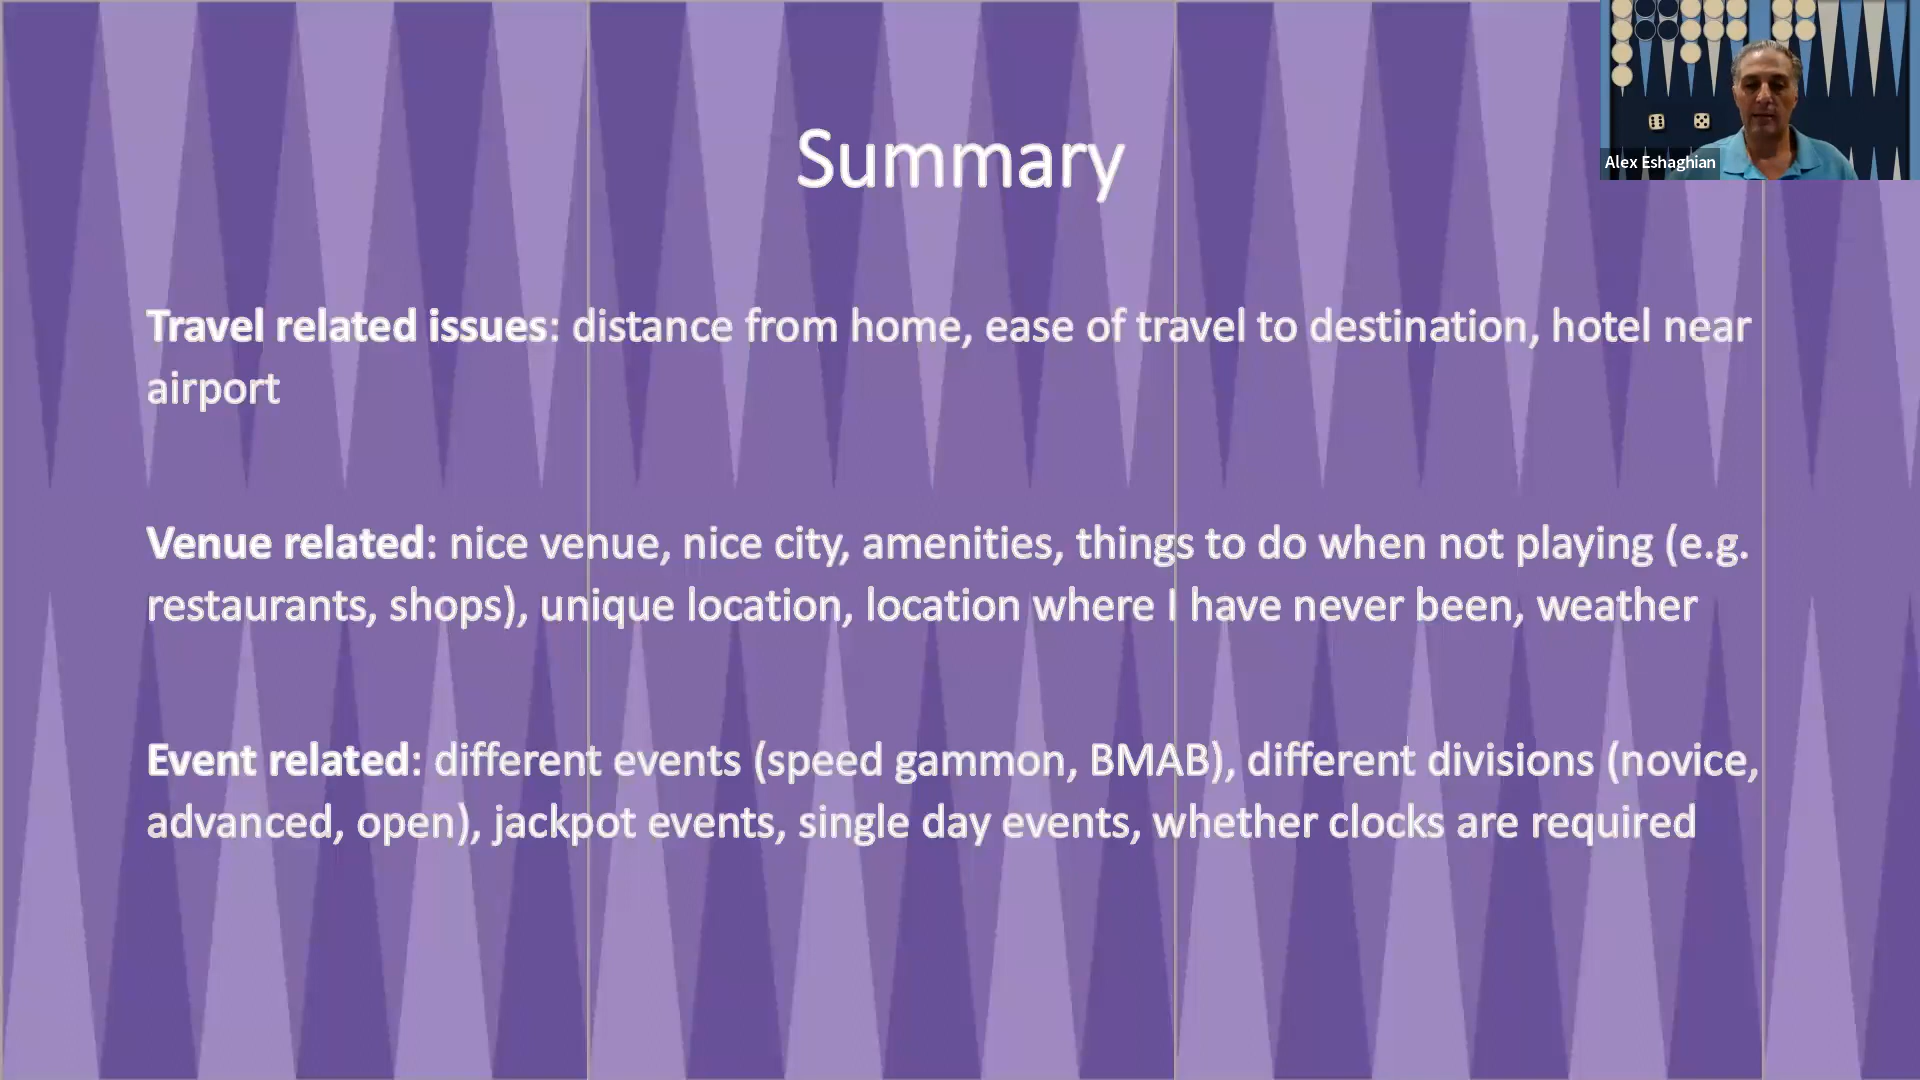 Summary
Alex Eshaghian
Travel related issues: distance from home, ease of travel to destination, hotel near
airport
Venue related: nice venue, nice city, amenities, things to do when not playing (e.g.
restaurants, shops), unique location, location where I have never been, weather
Event related: different events (speed gammon, BMAB), different divisions (novice,
advanced, open), jackpot events, single day events, whether clocks are required